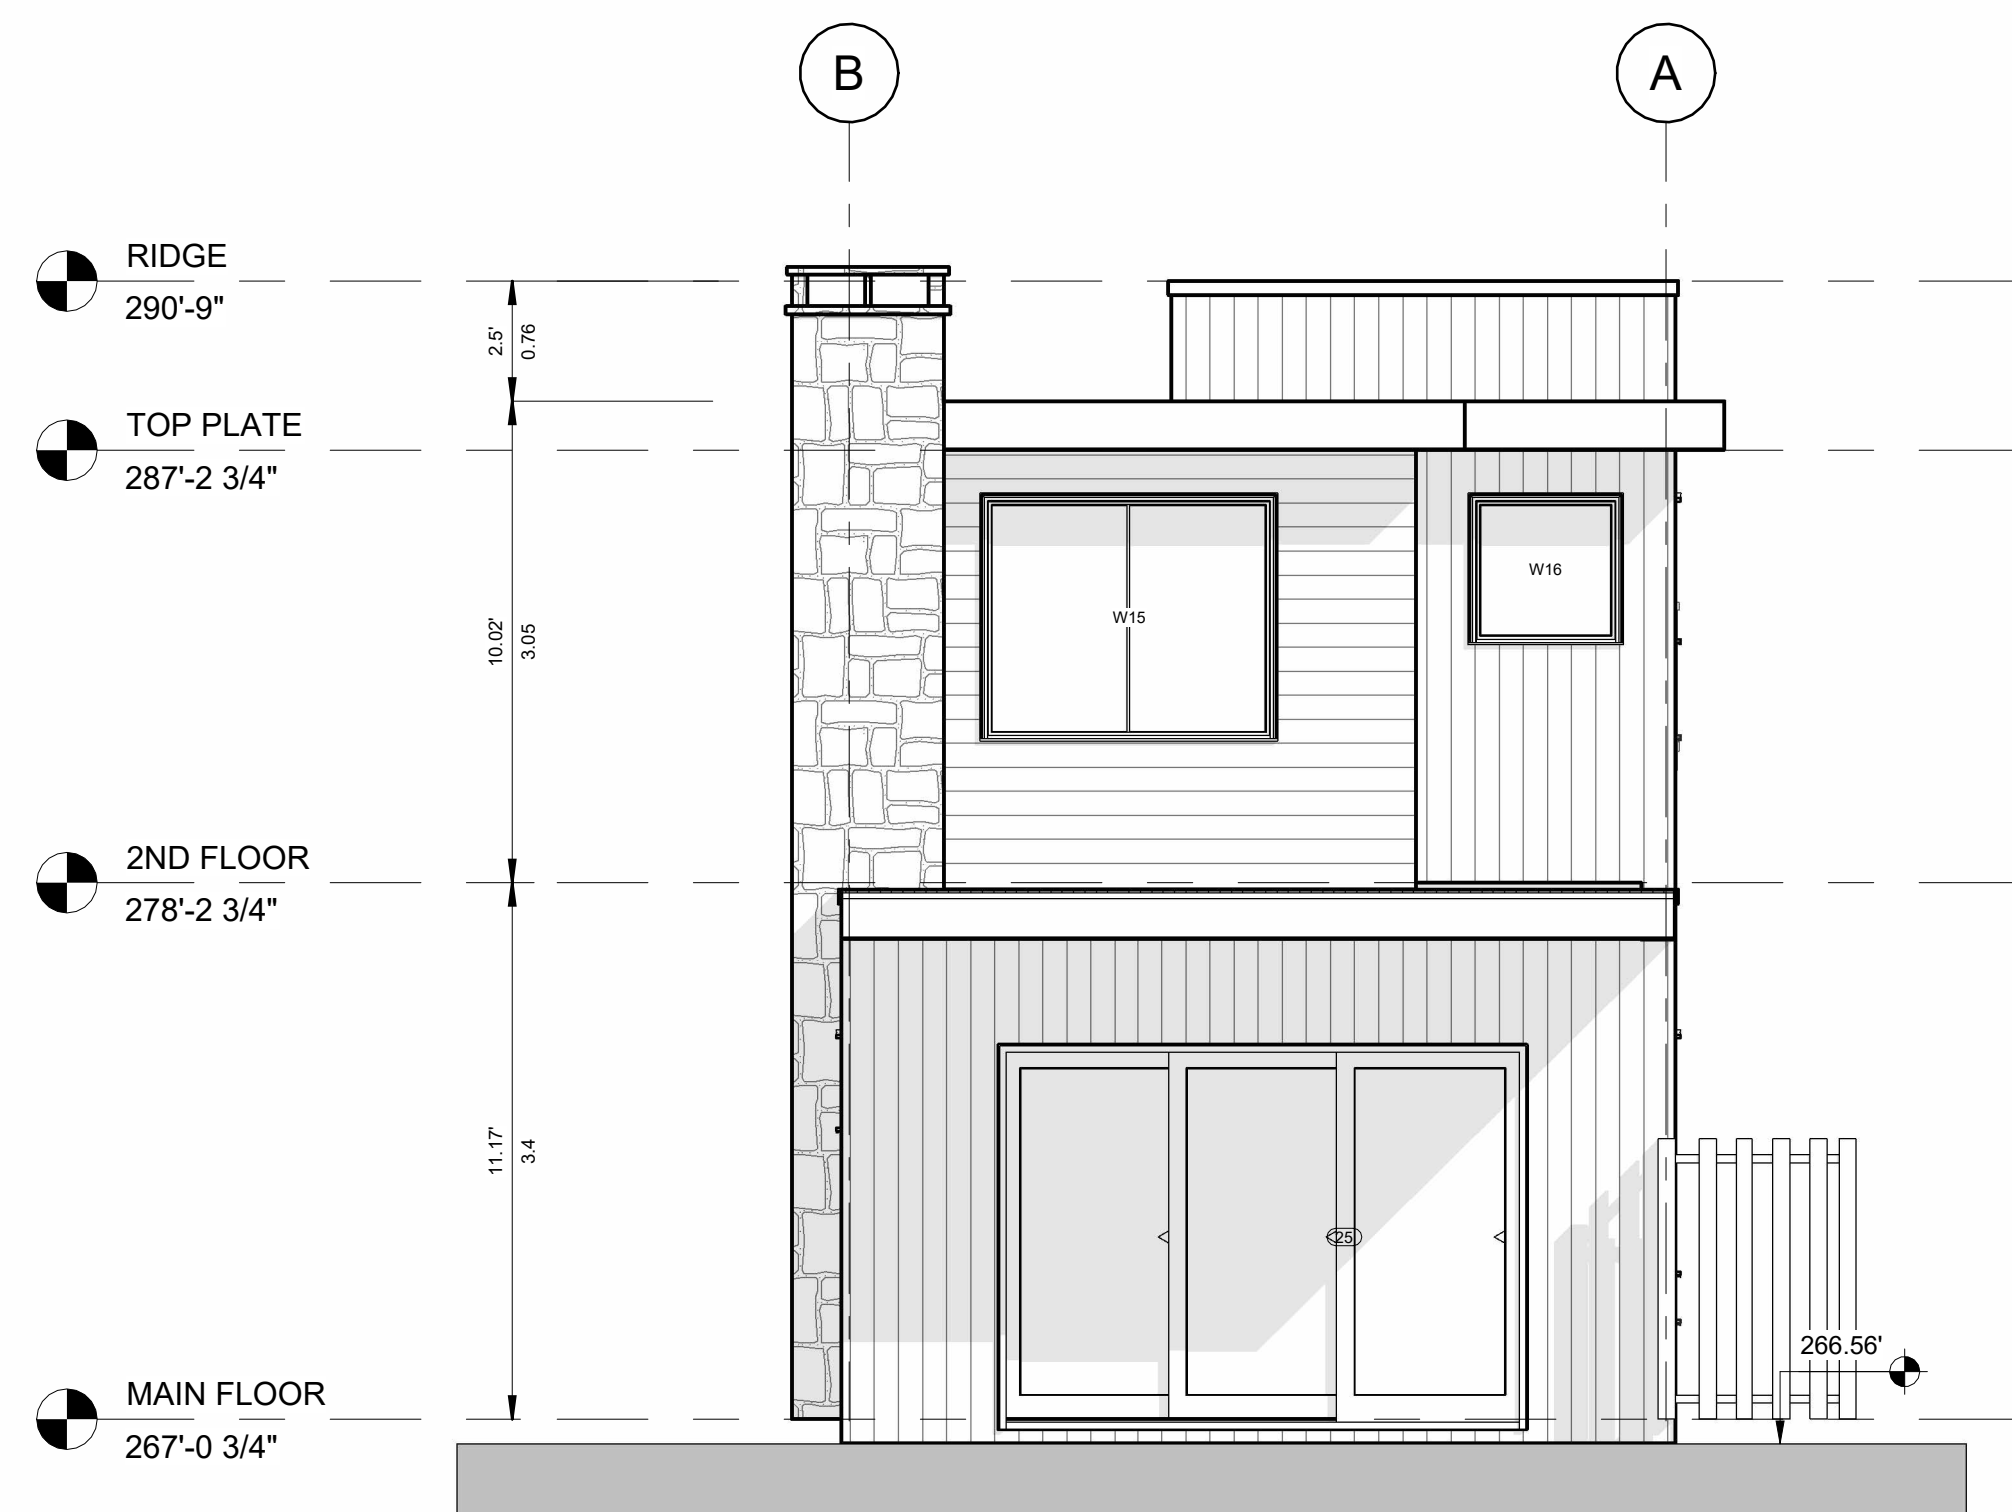 B
A
RIDGE
290'-9"
2.5'
0.76
TOP PLATE
287'-2 3/4"
W16
W15
10.02'
3.05
2ND FLOOR
278'-2 3/4"
11.17'
3.4
25
266.56'
MAIN FLOOR
267'-0 3/4"